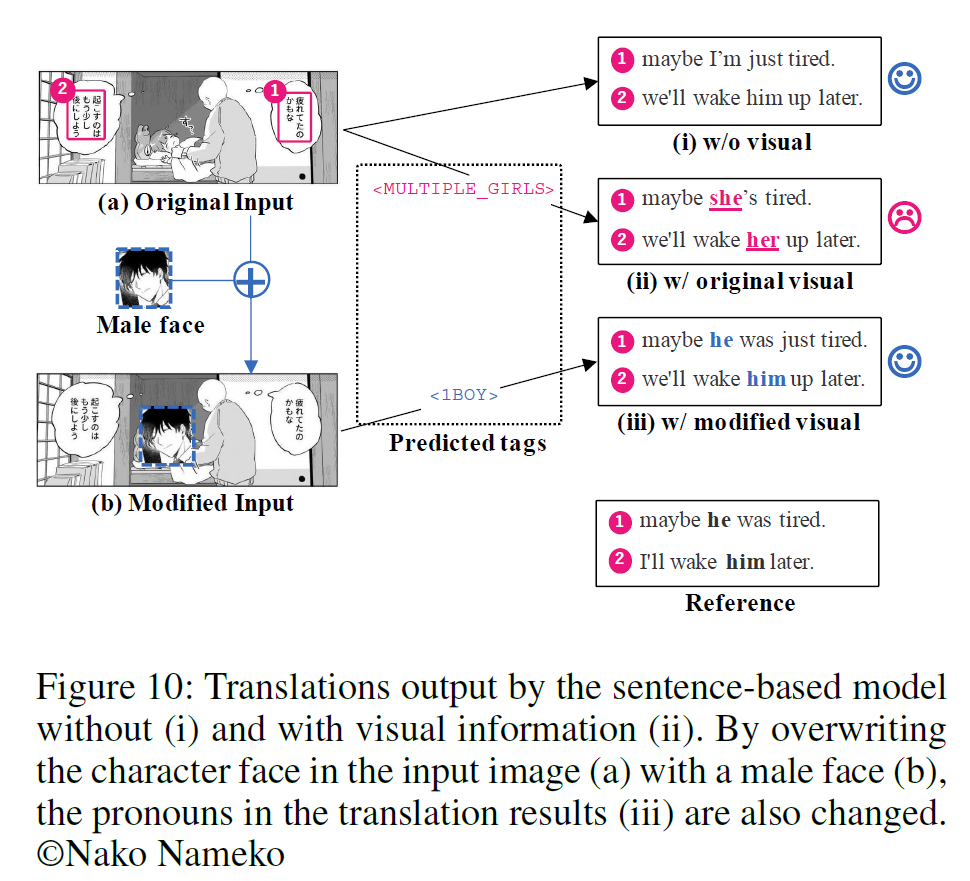 2
起こすのは
もう少し
後にしよう
1
疲れてたの
かもな
す?
(a) Original Input
Male face
起こすのは
もう少し
後にしよう
疲れてたの
かもな
(b) Modified Input
<MULTIPLE_GIRLS>
<1BOY>
Predicted tags
1 maybe I'm just tired.
2 we'll wake him up later.
(i) w/o visual
1 maybe she's tired.
2 we'll wake her up later.
(ii) w/ original visual
1 maybe he was just tired.
2 we'll wake him up later.
(iii) w/ modified visual
1 maybe he was tired.
2 I'll wake him later.
Reference
Figure 10: Translations output by the sentence-based model
without (i) and with visual information (ii). By overwriting
the character face in the input image (a) with a male face (b),
the pronouns in the translation results (iii) are also changed.
©Nako Nameko